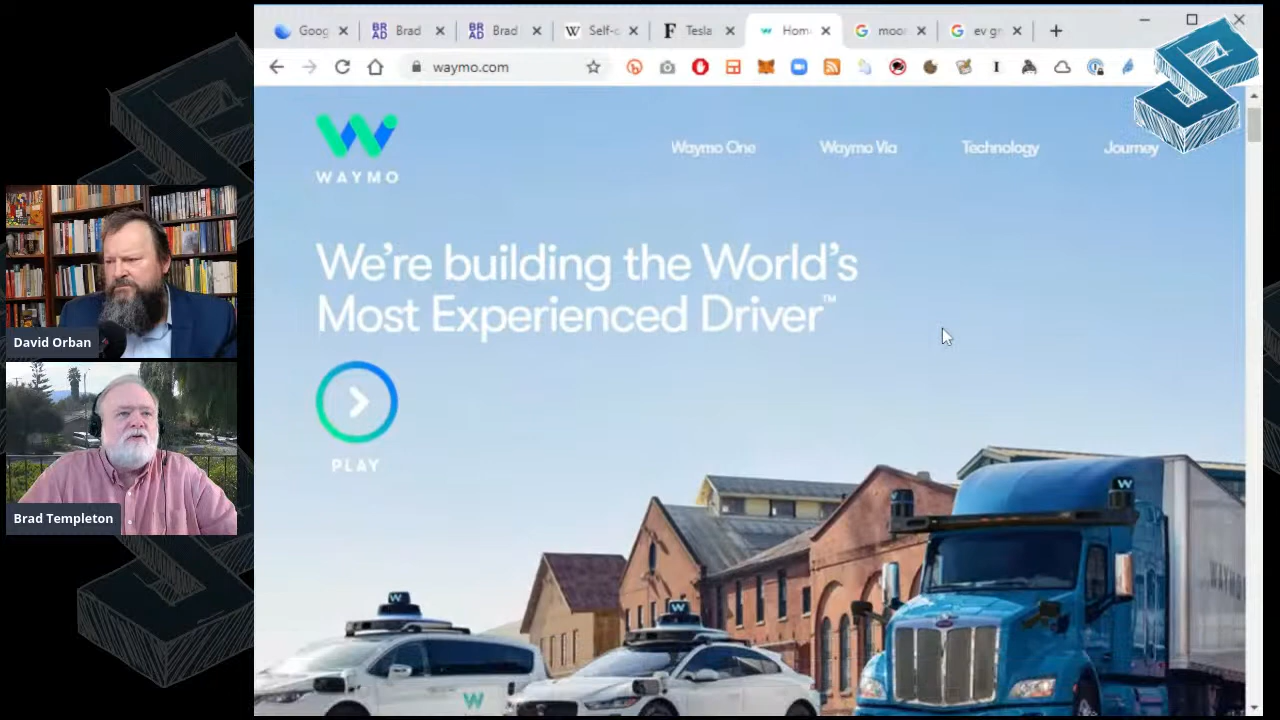 Goog
Brad
Brad
Self-c
Tesla
Hom
moo
ev gr
waymo.com
WAYMO
Waymo One
Waymo Via
Technology
Journey
We're building the World's
Most Experienced Driver™
PLAY
David Orban
Brad Templeton